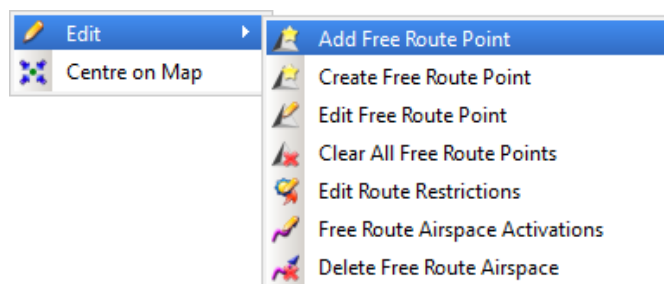 Edit
Centre on Map
Add Free Route Point
Create Free Route Point
Edit Free Route Point
Clear All Free Route Points
Edit Route Restrictions
Free Route Airspace Activations
Delete Free Route Airspace